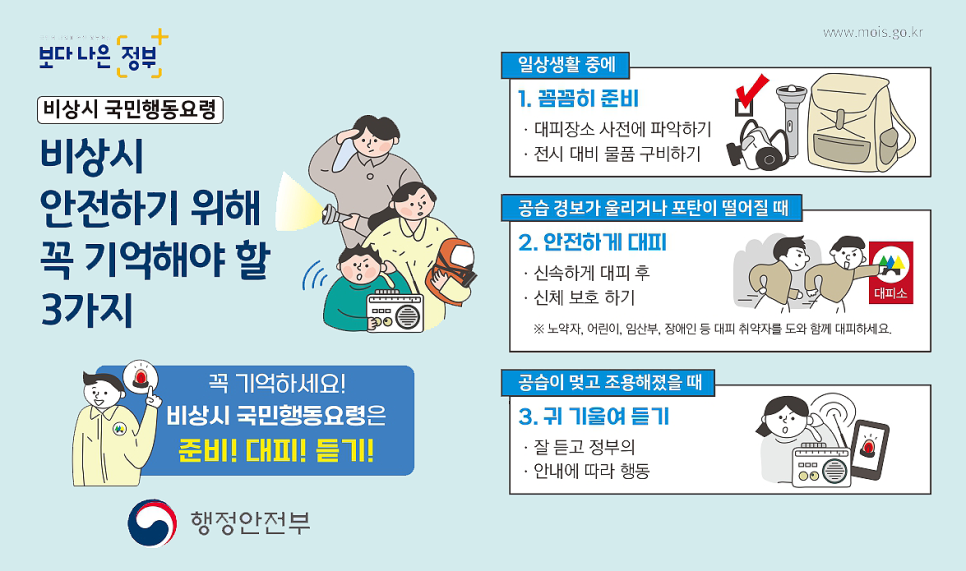 보다 나은 정부
비상시 국민행동요령
비상시
안전하기 위해
꼭 기억해야 할
3가지
꼭 기억하세요!
비상시 국민행동요령은
준비! 대피! 듣기!
행정안전부
www.mois.go.kr
일상생활 중에
1. 꼼꼼히 준비
· 대피장소 사전에 파악하기
· 전시 대비 물품 구비하기
공습 경보가 울리거나 포탄이 떨어질 때
2. 안전하게 대피
· 신속하게 대피 후
· 신체 보호 하기
대피소
※ 노약자, 어린이, 임산부, 장애인 등 대피 취약자를 도와 함께 대피하세요.
공습이 멎고 조용해졌을 때
3. 귀 기울여 듣기
· 잘 듣고 정부의
· 안내에 따라 행동